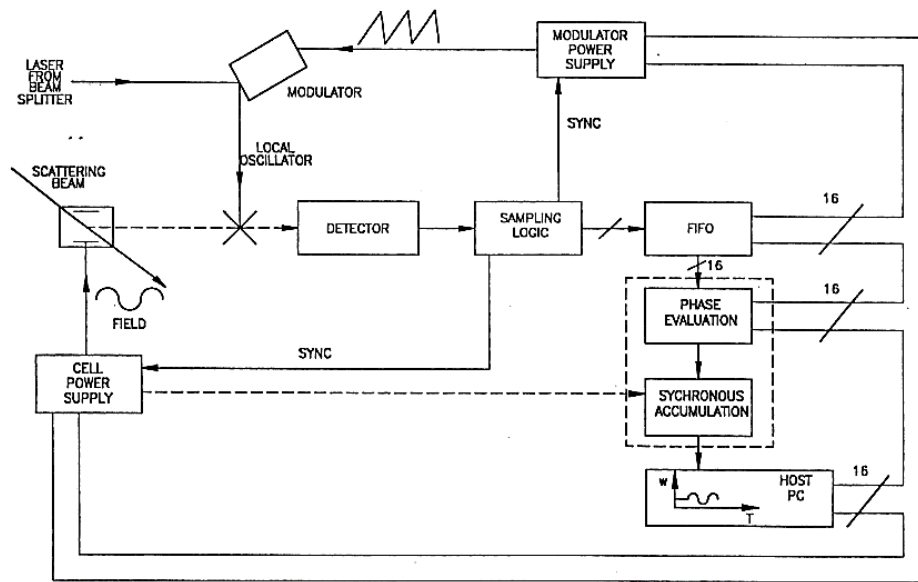 LASER
FROM
BEAM
SPLITTER
MODULATOR
MODULATOR
POWER
SUPPLY
SYNC
LOCAL
OSCILLATOR
SCATTERING
BEAM
DETECTOR
SAMPLING
LOGIC
FIFO
16
16
PHASE
EVALUATION
16
FIELD
SYNC
CELL
POWER
SUPPLY
SYCHRONOUS
ACCUMULATION
HOST
PC
W
T
16